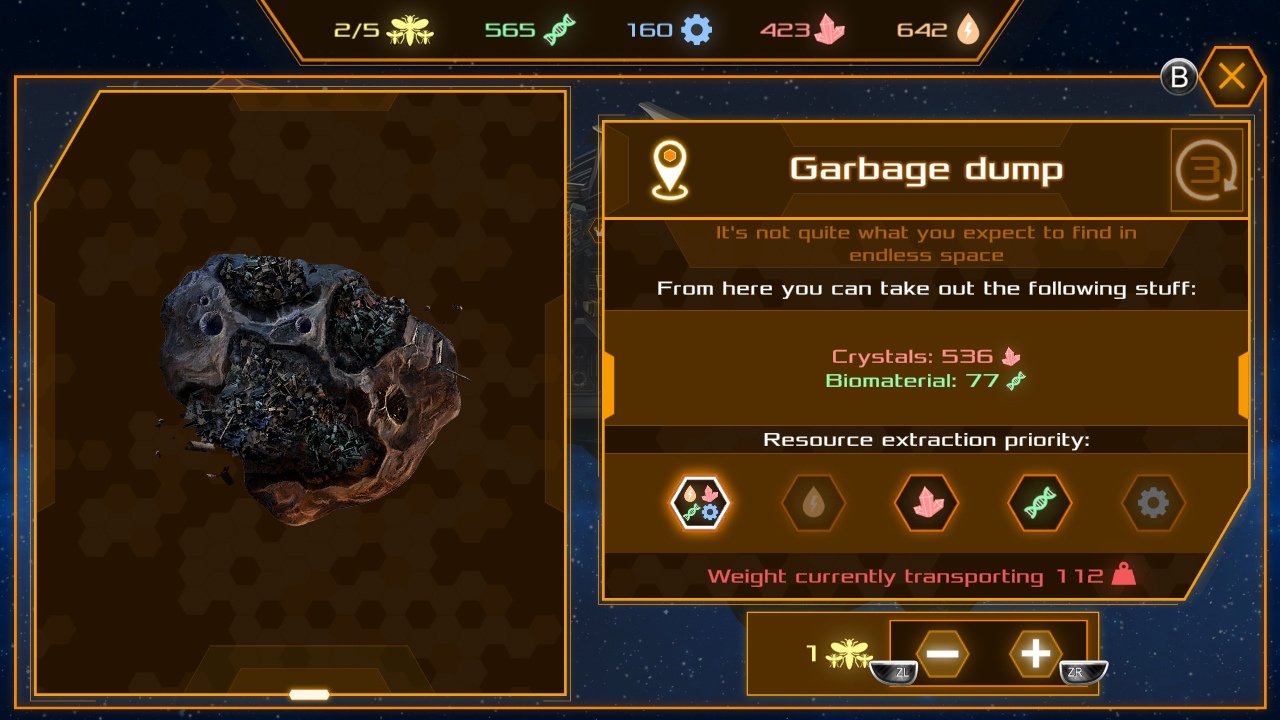 2/5
565
160
423
642
B
Garbage dump
3
It's not quite what you expect to find in
endless space
From here you can take out the following stuff:
Crystals: 536
Biomaterial: 77
Resource extraction priority:
Weight currently transporting 112
1
ZL
ZR